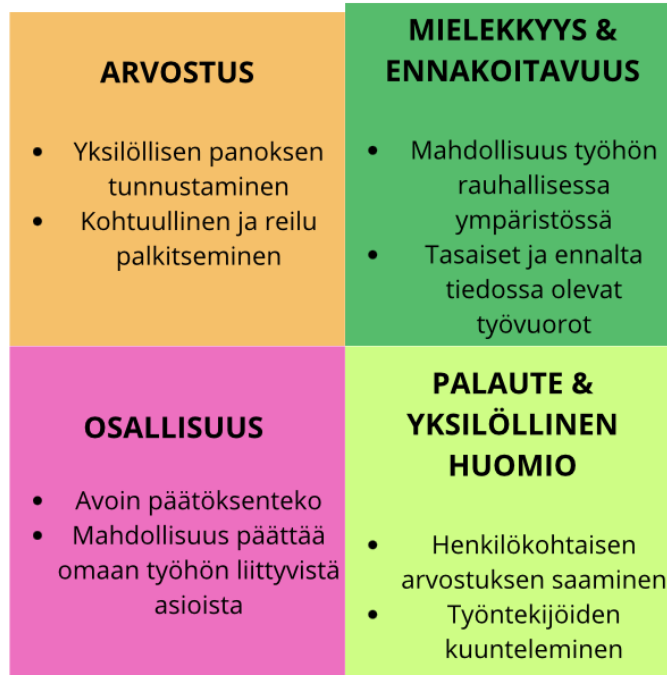 ARVOSTUS
• Yksilöllisen panoksen
tunnustaminen
• Kohtuullinen ja reilu
palkitseminen
MIELEKKYYS &
ENNAKOITAVUUS
• Mahdollisuus työhön
rauhallisessa
ympäristössä
• Tasaiset ja ennalta
tiedossa olevat
työvuorot
OSALLISUUS
• Avoin päätöksenteko
• Mahdollisuus päättää
omaan työhön liittyvistä
asioista
PALAUTE &
YKSILÖLLINEN
HUOMIO
• Henkilökohtaisen
arvostuksen saaminen
• Työntekijöiden
kuunteleminen